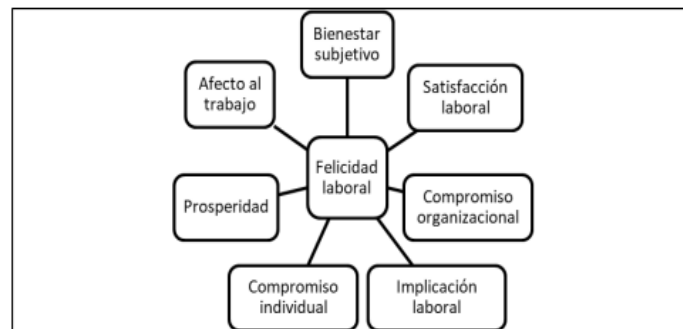 Bienestar
subjetivo
Afecto al
trabajo
Satisfacción
laboral
Felicidad
laboral
Prosperidad
Compromiso
organizacional
Compromiso
individual
Implicación
laboral